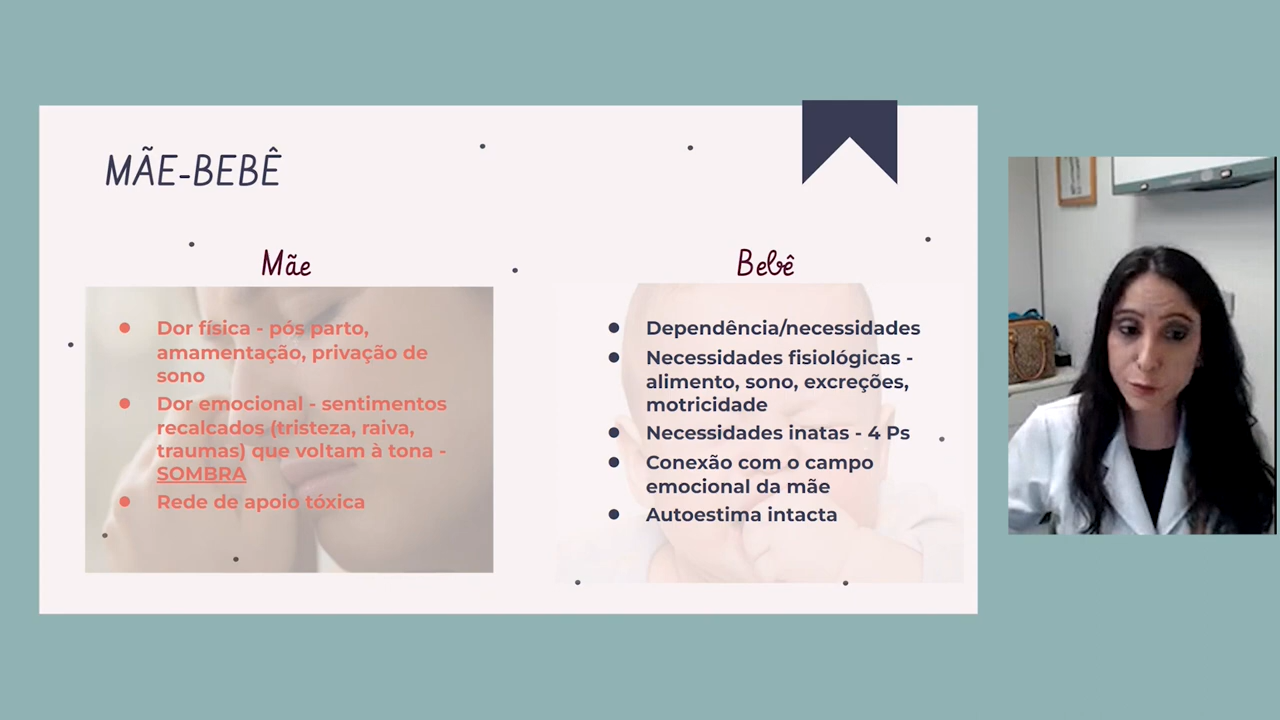 MÃE-BEBÊ
Mãe
Dor física - pós parto,
amamentação, privação de
sono
Dor emocional - sentimentos
recalcados (tristeza, raiva,
traumas) que voltam à tona -
SOMBRA
Rede de apoio tóxica
Bebê
Dependência/necessidades
Necessidades fisiológicas -
alimento, sono, excreções,
motricidade
Necessidades inatas - 4 Ps
Conexão com o campo
emocional da mãe
Autoestima intacta